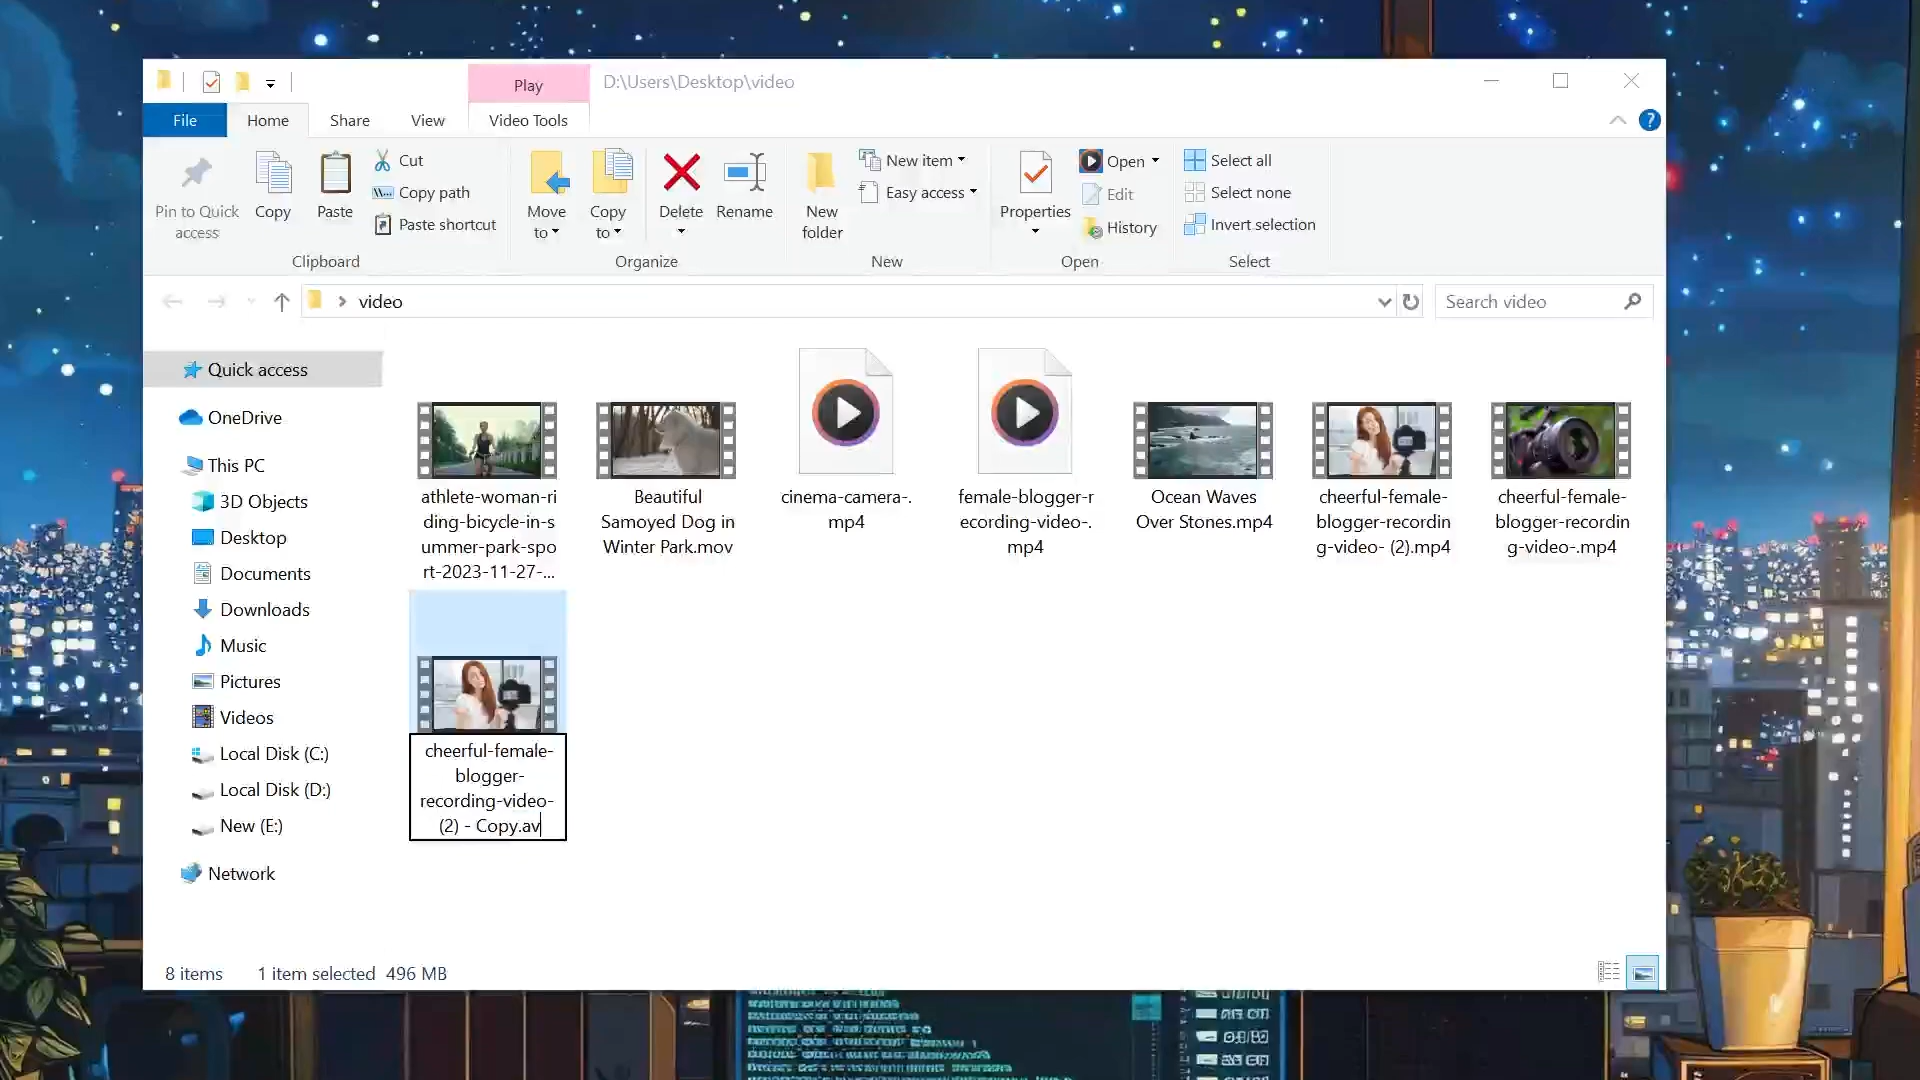 Play
D:\Users\Desktop\video
File
Home
Share
View
Video Tools
?
Pin to Quick
access
Copy
Paste
Cut
Copy path
Paste shortcut
Clipboard
Move
to
Copy
to
Delete
Rename
Organize
New
folder
New item
Easy access
New
Properties
Open
Edit
History
Open
Select all
Select none
Invert selection
Select
video
Search video
Quick access
OneDrive
This PC
3D Objects
Desktop
Documents
Downloads
Music
Pictures
Videos
Local Disk (C:)
Local Disk (D:)
New (E:)
Network
athlete-woman-ri
ding-bicycle-in-s
ummer-park-spo
rt-2023-11-27-...
Beautiful
Samoyed Dog in
Winter Park.mov
cinema-camera-.
mp4
female-blogger-r
ecording-video-.
mp4
Ocean Waves
Over Stones.mp4
cheerful-female-
blogger-recordin
g-video- (2).mp4
cheerful-female-
blogger-recordin
g-video-.mp4
cheerful-female-
blogger-
recording-video-
(2) - Copy.av
8 items
1 item selected 496 MB